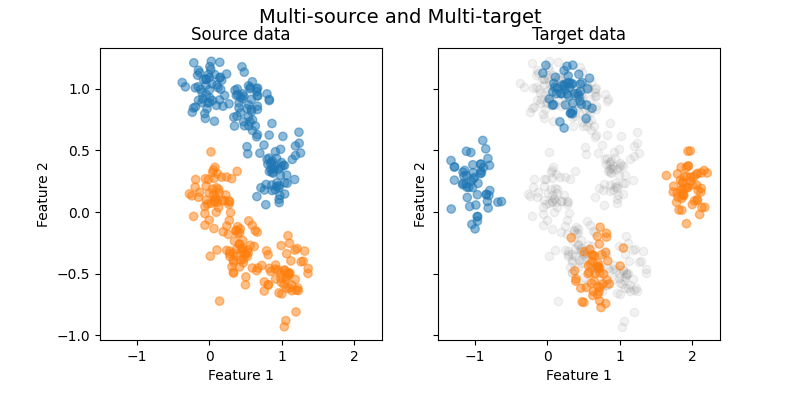 Multi-source and Multi-target
Source data
Target data
1.0
0.5
0.0
−0.5
−1.0
Feature 2
Feature 2
−1 0 1 2
−1 0 1 2
Feature 1
Feature 1